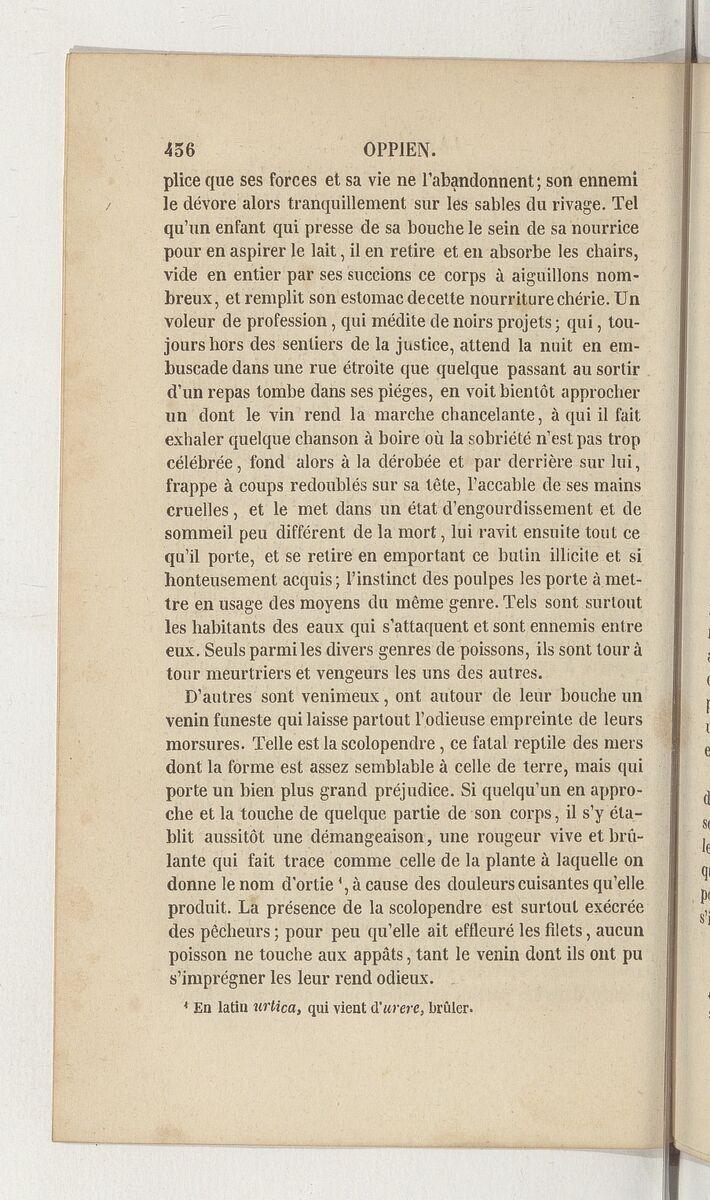 456 OPPIEN.
plice que ses forces et sa vie ne l'abandonnent; son ennemi
le dévore alors tranquillement sur les sables du rivage. Tel
qu'un enfant qui presse de sa bouche le sein de sa nourrice
pour en aspirer le lait, il en retire et en absorbe les chairs,
vide en entier par ses succions ce corps à aiguillons nom-
breux, et remplit son estomac de cette nourriture chérie. Un
voleur de profession, qui médite de noirs projets; qui, tou-
jours hors des sentiers de la justice, attend la nuit en em-
buscade dans une rue étroite que quelque passant au sortir
d'un repas tombe dans ses piéges, en voit bientôt approcher
un dont le vin rend la marche chancelante, à qui il fait
exhaler quelque chanson à boire où la sobriété n'est pas trop
célébrée, fond alors à la dérobée et par derrière sur lui,
frappe à coups redoublés sur sa tête, l'accable de ses mains
cruelles, et le met dans un état d'engourdissement et de
sommeil peu différent de la mort, lui ravit ensuite tout ce
qu'il porte, et se retire en emportant ce butin illicite et si
honteusement acquis; l'instinct des poulpes les porte à met-
tre en usage des moyens du même genre. Tels sont surtout
les habitants des eaux qui s'attaquent et sont ennemis entre
eux. Seuls parmi les divers genres de poissons, ils sont tour à
tour meurtriers et vengeurs les uns des autres.
D'autres sont venimeux, ont autour de leur bouche un
venin funeste qui laisse partout l'odieuse empreinte de leurs
morsures. Telle est la scolopendre, ce fatal reptile des mers
dont la forme est assez semblable à celle de terre, mais qui
porte un bien plus grand préjudice. Si quelqu'un en appro-
che et la touche de quelque partie de son corps, il s'y éta-
blit aussitôt une démangeaison, une rougeur vive et brû-
lante qui fait trace comme celle de la plante à laquelle on
donne le nom d'ortie ¹, à cause des douleurs cuisantes qu'elle
produit. La présence de la scolopendre est surtout exécrée
des pêcheurs; pour peu qu'elle ait effleuré les filets, aucun
poisson ne touche aux appâts, tant le venin dont ils ont pu
s'imprégner les leur rend odieux.
¹ En latin urtica, qui vient d'urere, brûler.